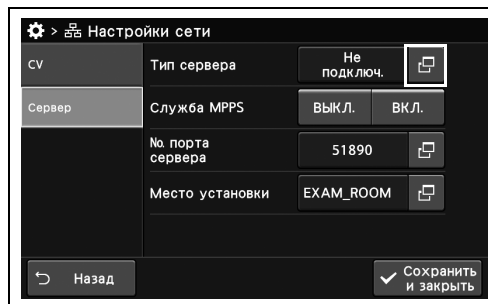 > Настройки сети
CV
Тип сервера
Не
подключ.
Сервер
Служба MPPS
ВЫКЛ.
ВКЛ.
No. порта
сервера
51890
Место установки
EXAM_ROOM
Назад
Сохранить
и закрыть